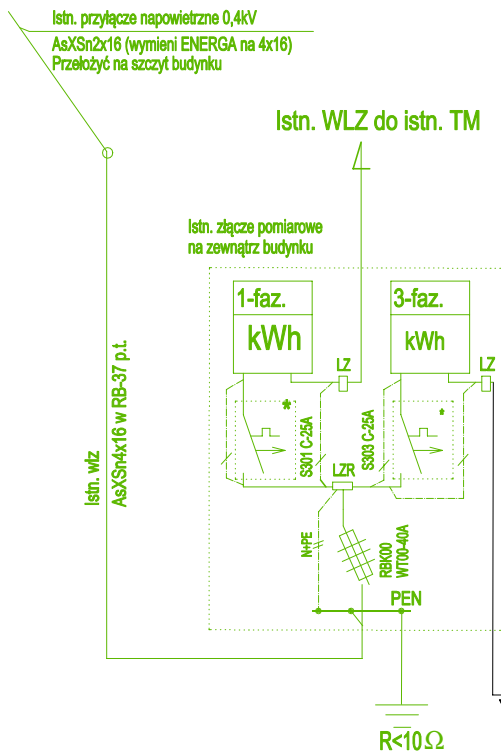 Istn. przyłącze napowietrzne 0,4kV
AsXSn2x16 (wymieni ENERGA na 4x16)
Przełożyć na szczyt budynku
Istn. WLZ do istn. TM
Istn. złącze pomiarowe
na zewnątrz budynku
1-faz.
kWh
3-faz.
kWh
LZ
LZ
*
*
S301 C-25A
S303 C-25A
LZR
Istn. wlz
AsXSn4x16 w RB-37 p.t.
N+PE
RBK00
WT00-40A
PEN
R<10Ω